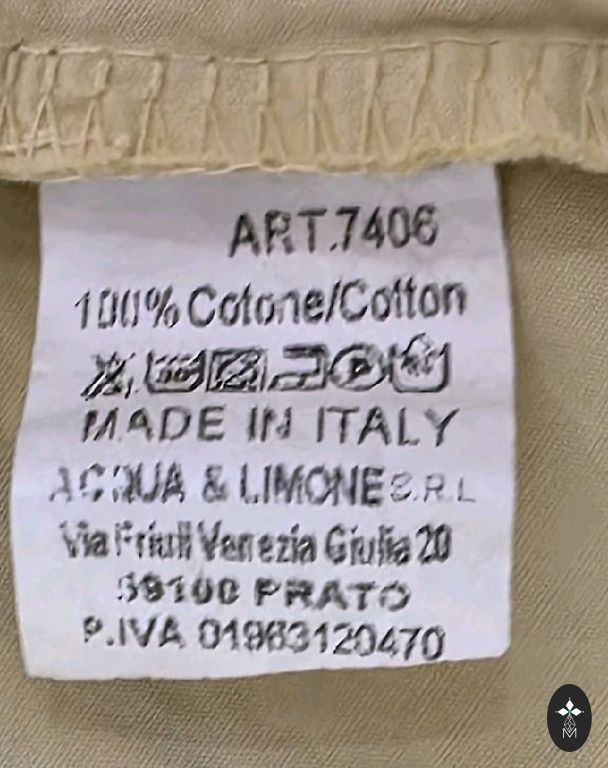 ART.7406
100% Cotone/Cotton
MADE IN ITALY
ACQUA & LIMONE S.R.L
Via Friuli Venezia Giulia 20
59100 PRATO
P.IVA 01963120470
M